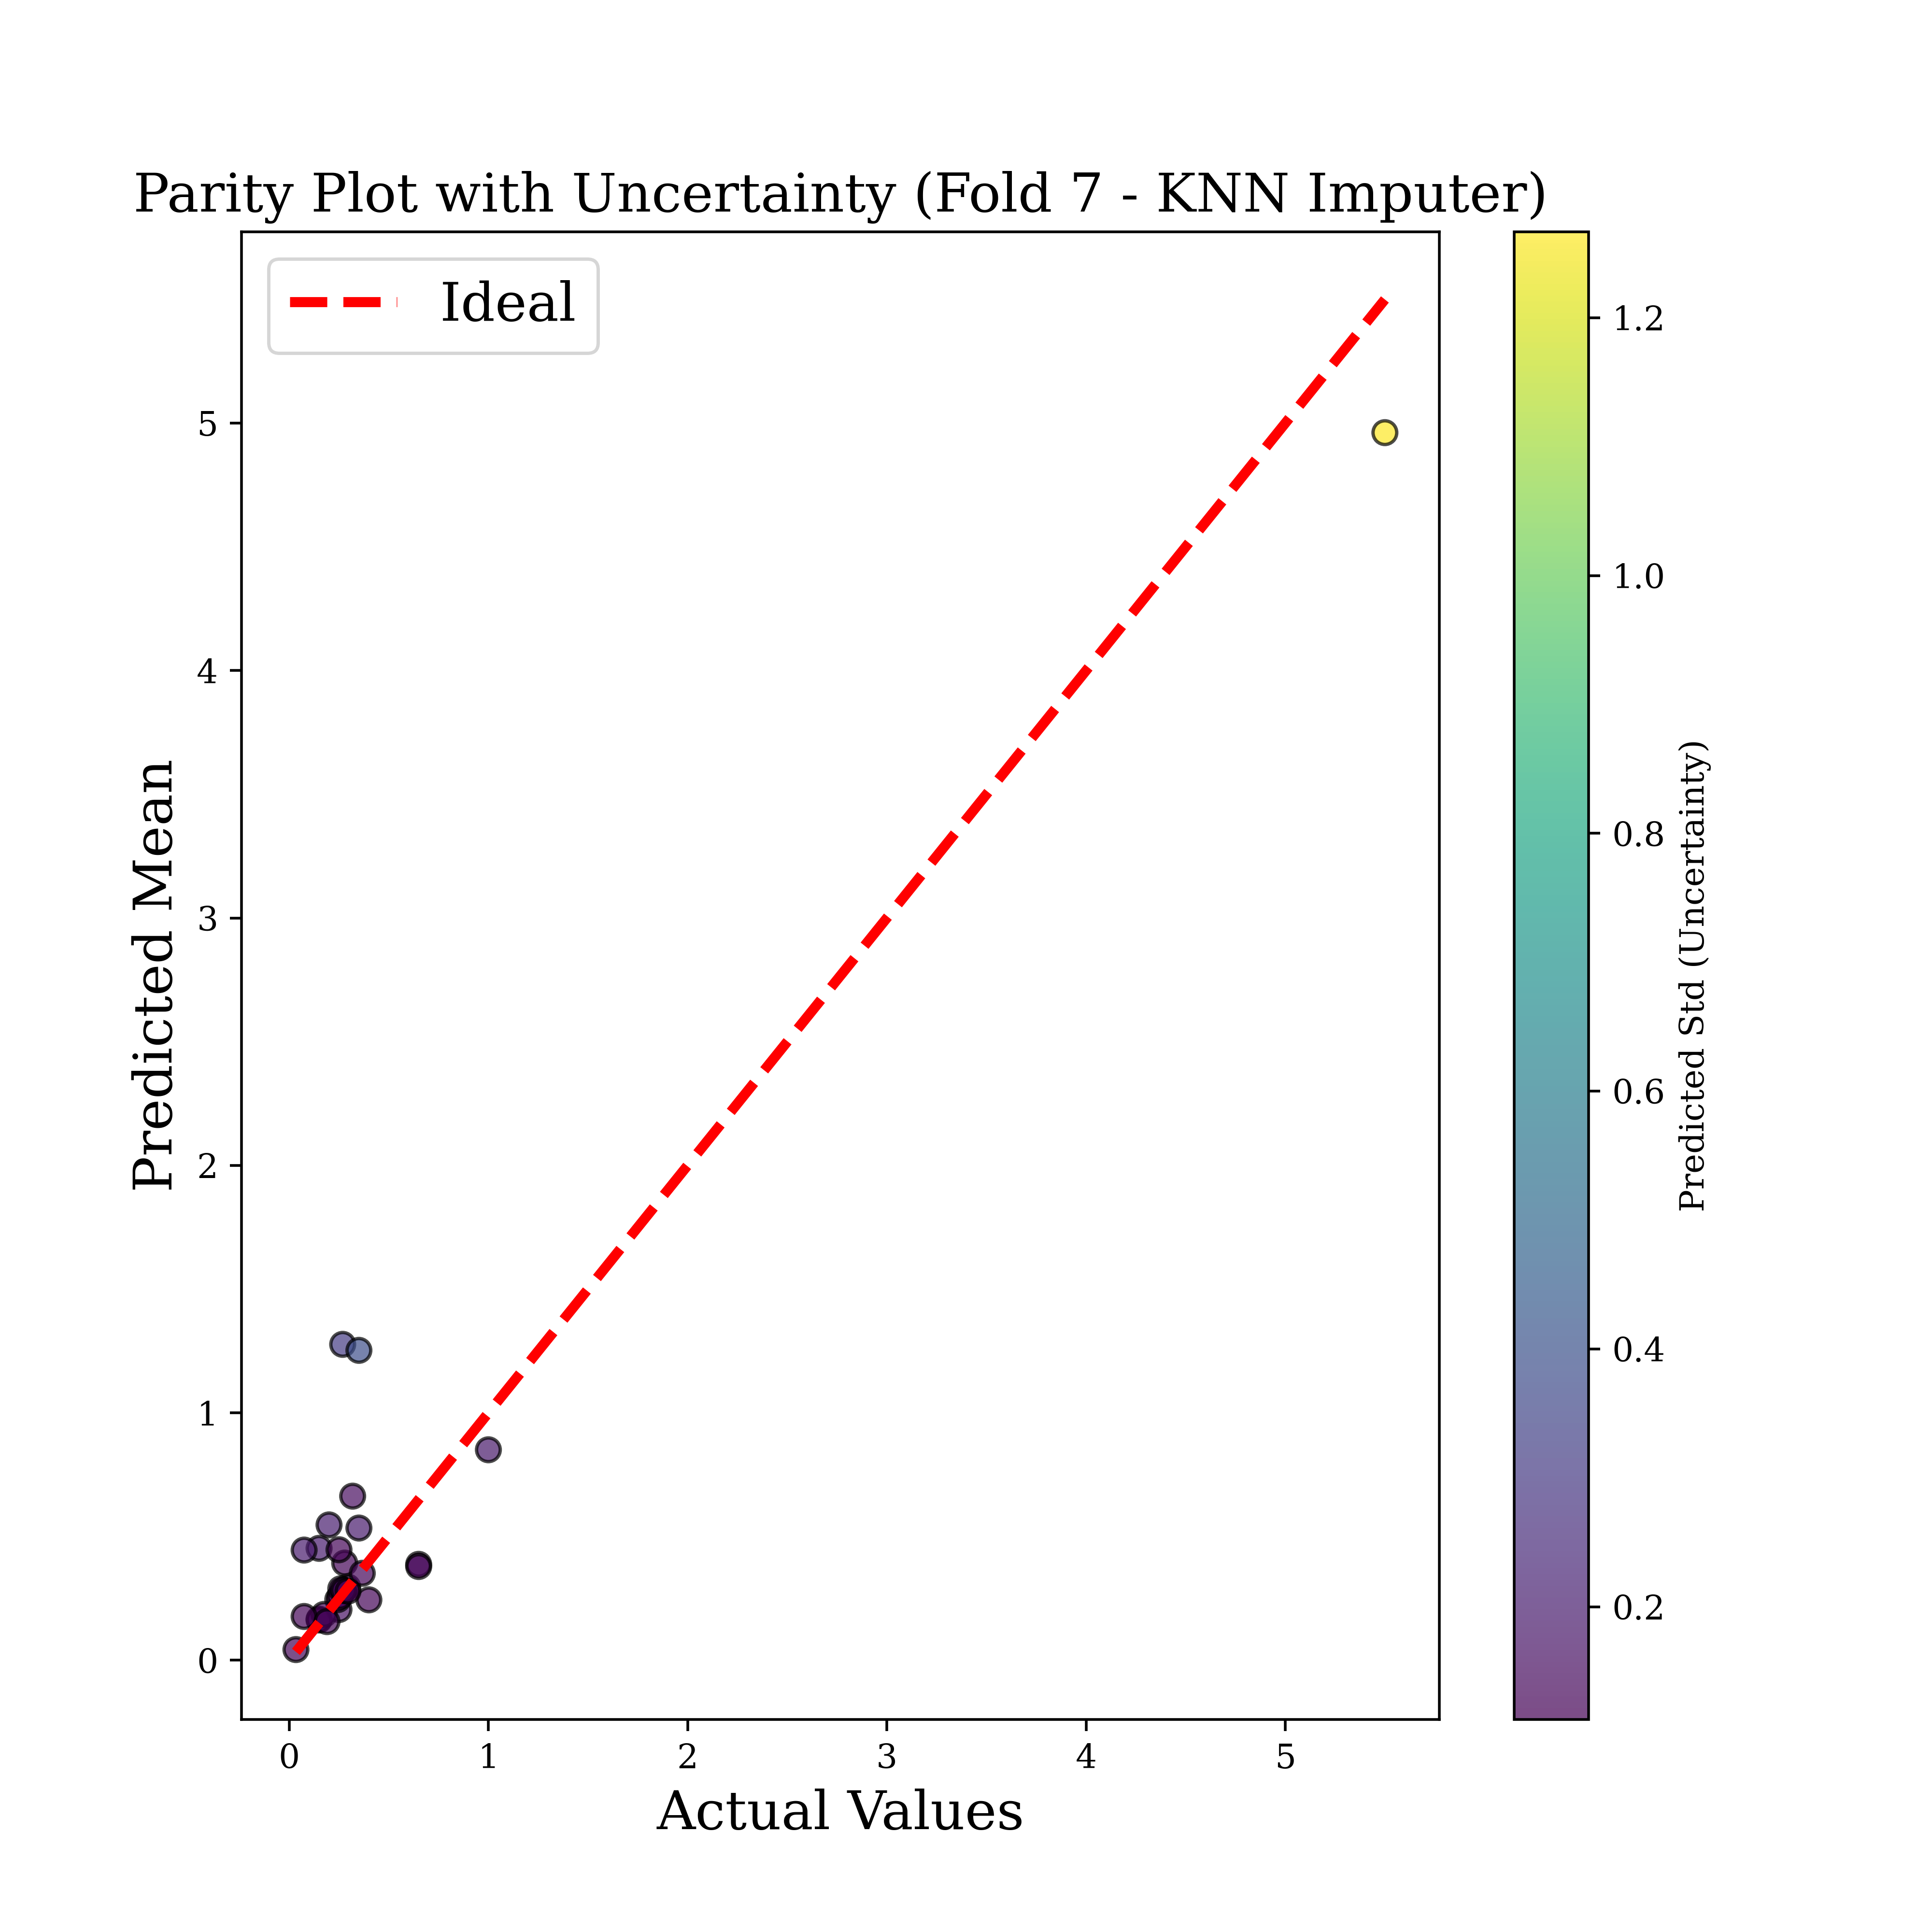 Parity Plot with Uncertainty (Fold 7 - KNN Imputer)
Ideal
Predicted Mean
5
4
3
2
1
0
0 1 2 3 4 5
Actual Values
1.2
1.0
0.8
0.6
0.4
0.2
Predicted Std (Uncertainty)